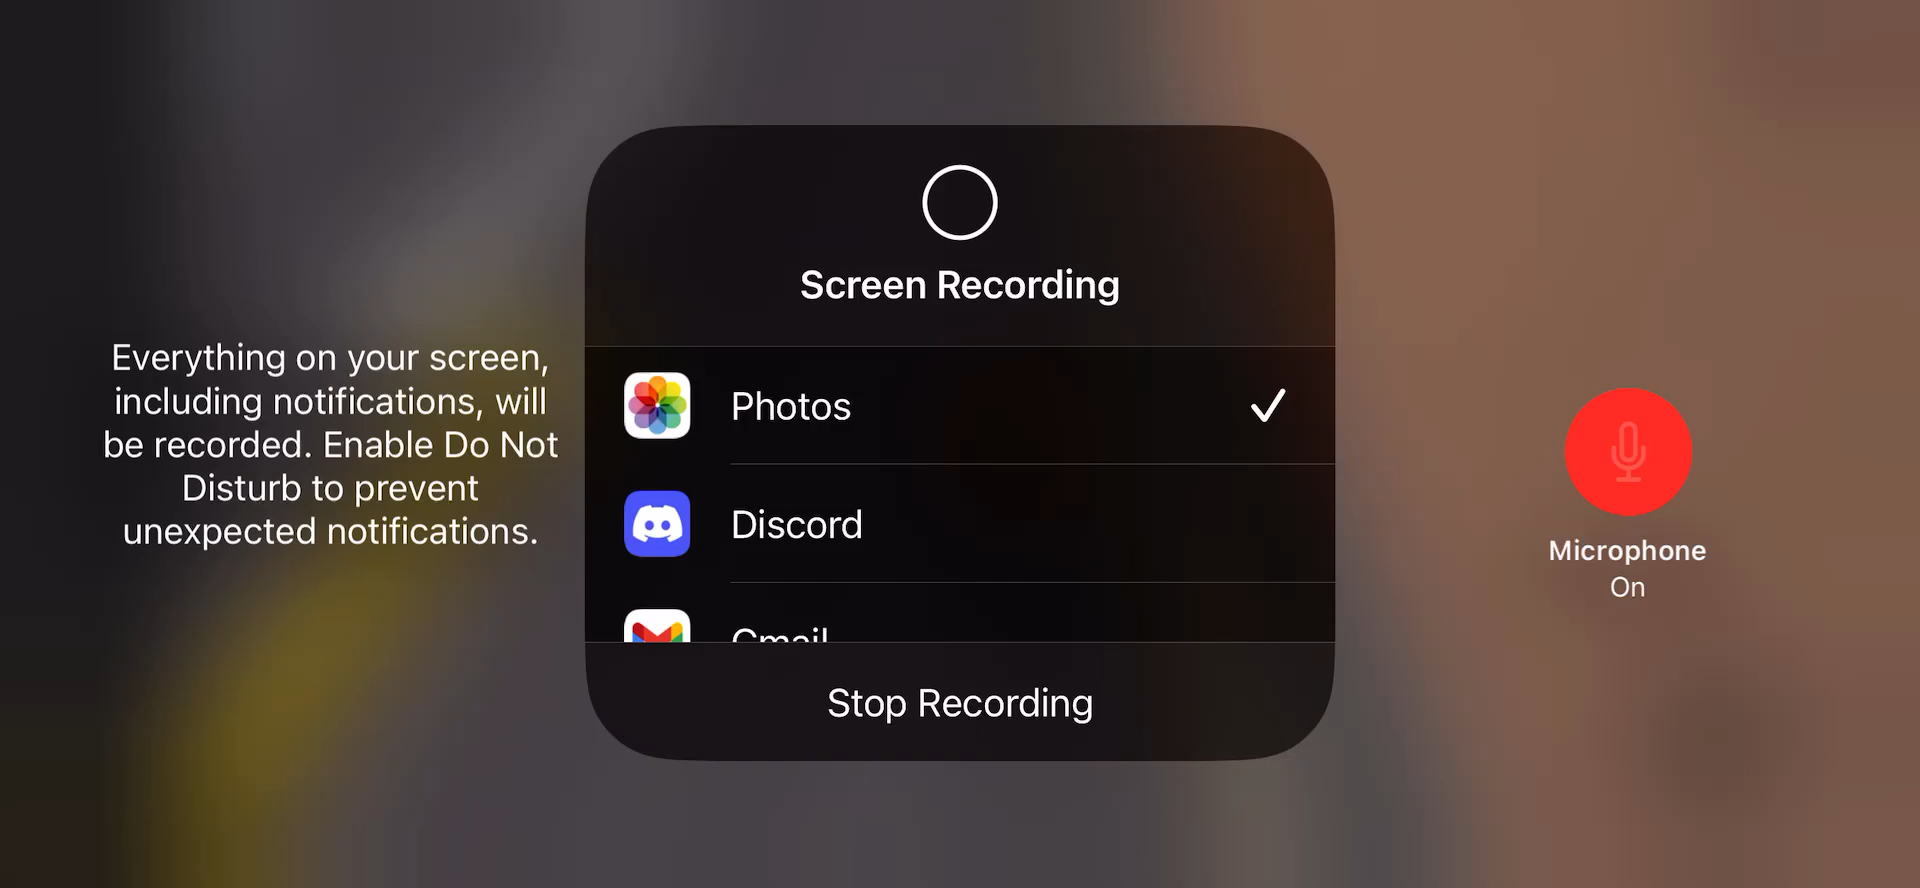 Everything on your screen,
including notifications, will
be recorded. Enable Do Not
Disturb to prevent
unexpected notifications.
Screen Recording
Photos
Discord
Gmail
Stop Recording
Microphone
On